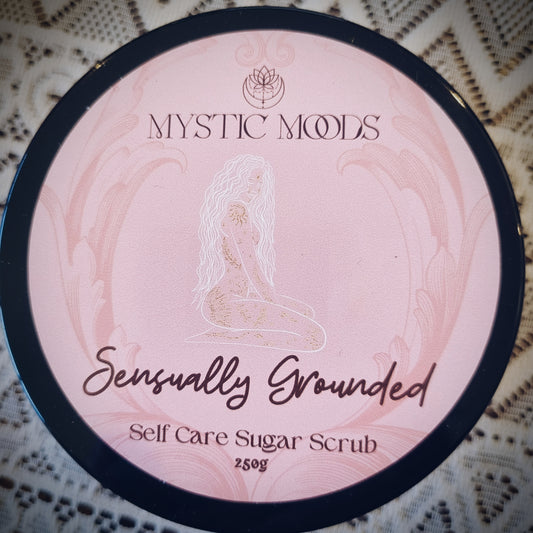 MYSTIC MOODS
Sensually Grounded
Self Care Sugar Scrub
250g